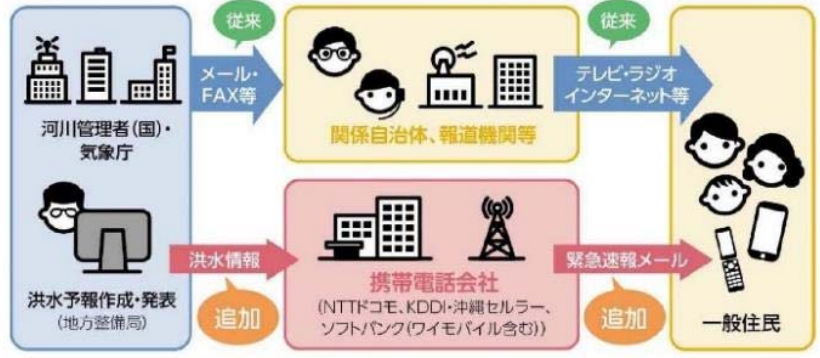 従来
従来
メール・
FAX等
テレビ・ラジオ
インターネット等
河川管理者(国)・
気象庁
関係自治体、報道機関等
洪水情報
緊急速報メール
携帯電話会社
(NTTドコモ、KDDI・沖縄セルラー、
ソフトバンク(ワイモバイル含む))
洪水予報作成・発表
(地方整備局)
追加
追加
一般住民